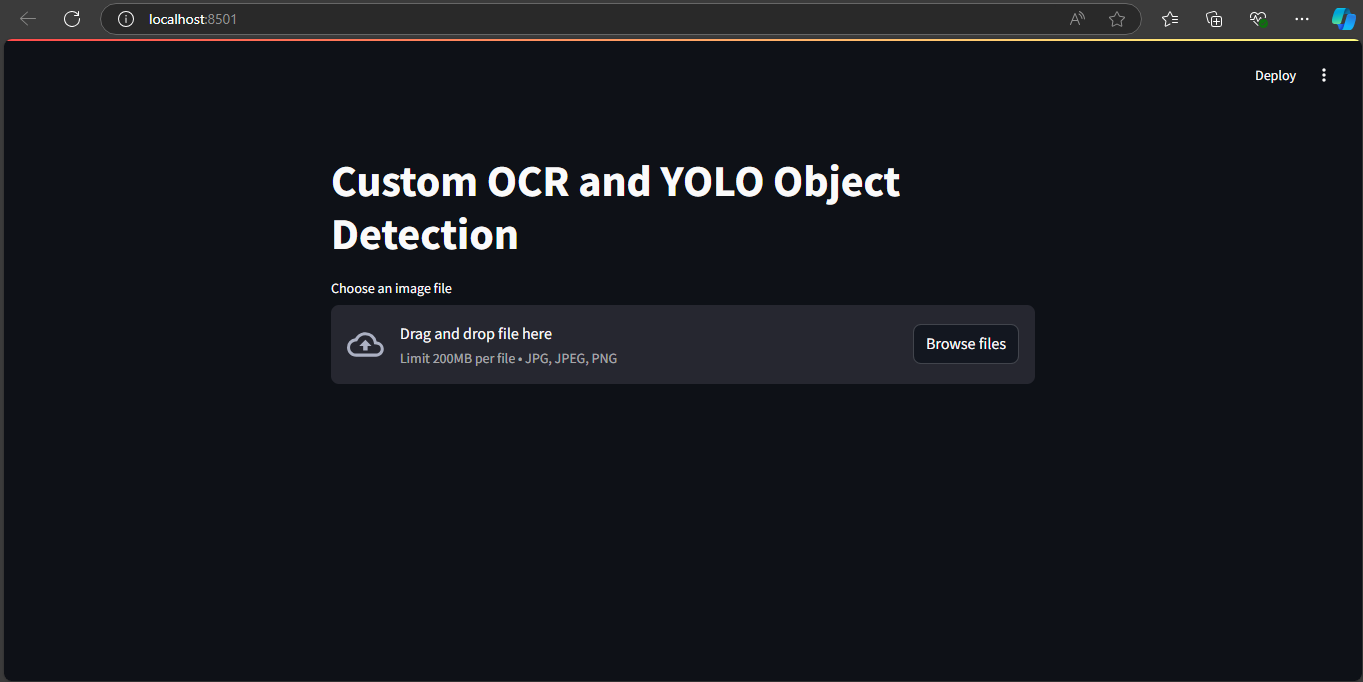 localhost:8501
Deploy
Custom OCR and YOLO Object
Detection
Choose an image file
Drag and drop file here
Limit 200MB per file • JPG, JPEG, PNG
Browse files